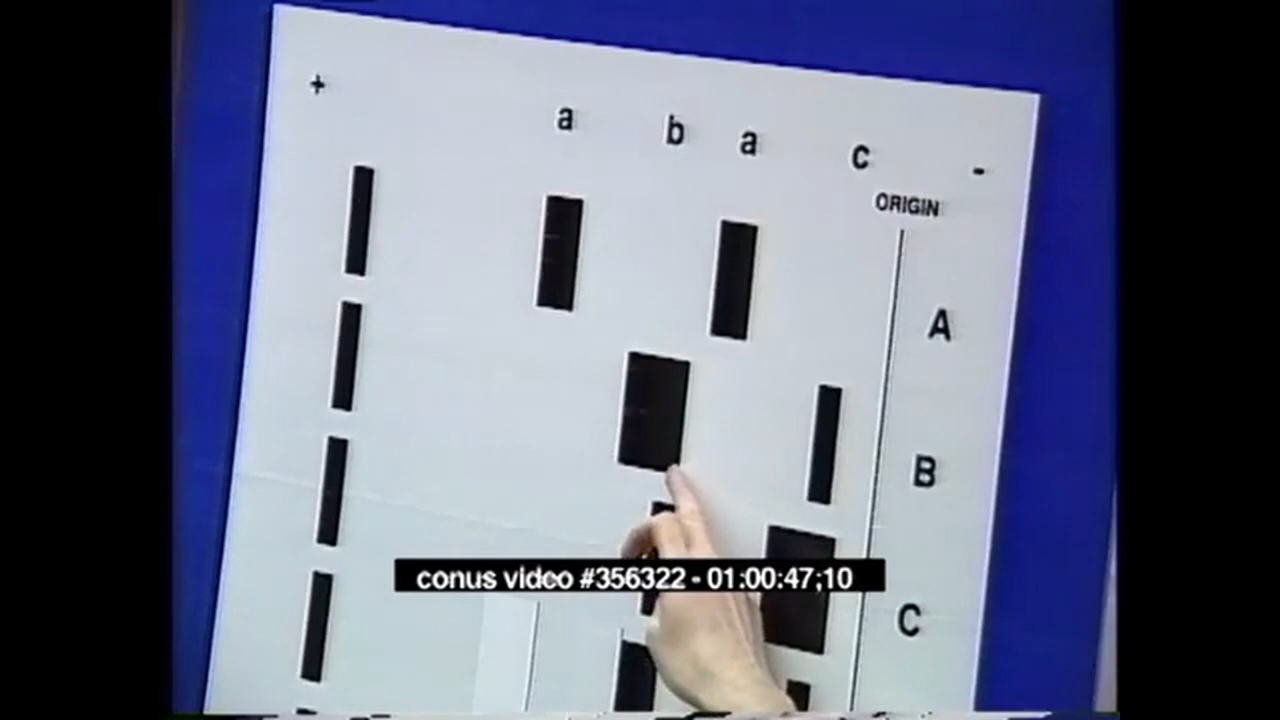 + a b a c -
ORIGIN
A
B
C
conus video #356322 - 01:00:47;10